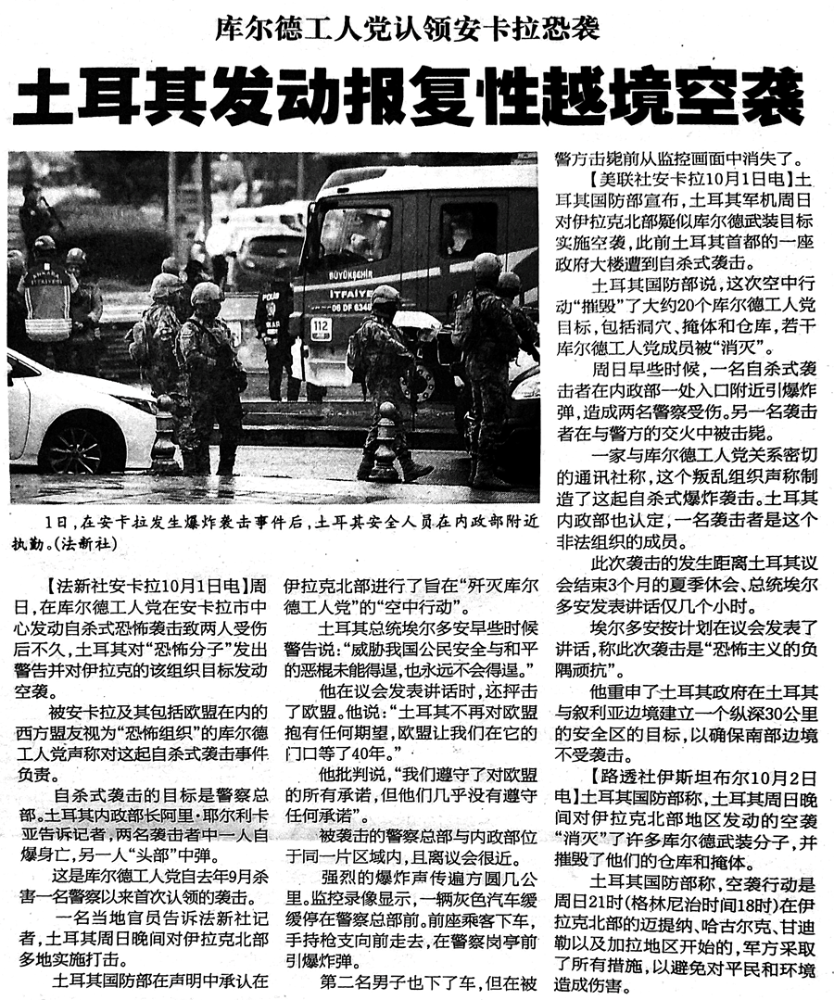 库尔德工人党认领安卡拉恐袭
土耳其发动报复性越境空袭
ANKARA
İTFAİYE
POLİS
BÜYÜKŞEHİR
İTFAİYE
06 DF 6348
112
1日,在安卡拉发生爆炸袭击事件后,土耳其安全人员在内政部附近
执勤。(法新社)
【法新社安卡拉10月1日电】周
日,在库尔德工人党在安卡拉市中
心发动自杀式恐怖袭击致两人受伤
后不久,土耳其对“恐怖分子”发出
警告并对伊拉克的该组织目标发动
空袭。
被安卡拉及其包括欧盟在内的
西方盟友视为“恐怖组织”的库尔德
工人党声称对这起自杀式袭击事件
负责。
自杀式袭击的目标是警察总
部。土耳其内政部长阿里·耶尔利卡
亚告诉记者,两名袭击者中一人自
爆身亡,另一人“头部”中弹。
这是库尔德工人党自去年9月杀
害一名警察以来首次认领的袭击。
一名当地官员告诉法新社记
者,土耳其周日晚间对伊拉克北部
多地实施打击。
土耳其国防部在声明中承认在
伊拉克北部进行了旨在“歼灭库尔
德工人党”的“空中行动”。
土耳其总统埃尔多安早些时候
警告说:“威胁我国公民安全与和平
的恶棍未能得逞,也永远不会得逞。”
他在议会发表讲话时,还抨击
了欧盟。他说:“土耳其不再对欧盟
抱有任何期望,欧盟让我们在它的
门口等了40年。”
他批判说,“我们遵守了对欧盟
的所有承诺,但他们几乎没有遵守
任何承诺”。
被袭击的警察总部与内政部位
于同一片区域内,且离议会很近。
强烈的爆炸声传遍方圆几公
里。监控录像显示,一辆灰色汽车缓
缓停在警察总部前。前座乘客下车,
手持枪支向前走去,在警察岗亭前
引爆炸弹。
第二名男子也下了车,但在被
警方击毙前从监控画面中消失了。
【美联社安卡拉10月1日电】土
耳其国防部宣布,土耳其军机周日
对伊拉克北部疑似库尔德武装目标
实施空袭,此前土耳其首都的一座
政府大楼遭到自杀式袭击。
土耳其国防部说,这次空中行
动“摧毁”了大约20个库尔德工人党
目标,包括洞穴、掩体和仓库,若干
库尔德工人党成员被“消灭”。
周日早些时候,一名自杀式袭
击者在内政部一处入口附近引爆炸
弹,造成两名警察受伤。另一名袭击
者在与警方的交火中被击毙。
一家与库尔德工人党关系密切
的通讯社称,这个叛乱组织声称制
造了这起自杀式爆炸袭击。土耳其
内政部也认定,一名袭击者是这个
非法组织的成员。
此次袭击的发生距离土耳其议
会结束3个月的夏季休会、总统埃尔
多安发表讲话仅几个小时。
埃尔多安按计划在议会发表了
讲话,称此次袭击是“恐怖主义的负
隅顽抗”。
他重申了土耳其政府在土耳其
与叙利亚边境建立一个纵深30公里
的安全区的目标,以确保南部边境
不受袭击。
【路透社伊斯坦布尔10月2日
电】土耳其国防部称,土耳其周日晚
间对伊拉克北部地区发动的空袭
“消灭”了许多库尔德武装分子,并
摧毁了他们的仓库和掩体。
土耳其国防部称,空袭行动是
周日21时(格林尼治时间18时)在伊
拉克北部的迈提纳、哈古尔克、甘迪
勒以及加拉地区开始的,军方采取
了所有措施,以避免对平民和环境
造成伤害。